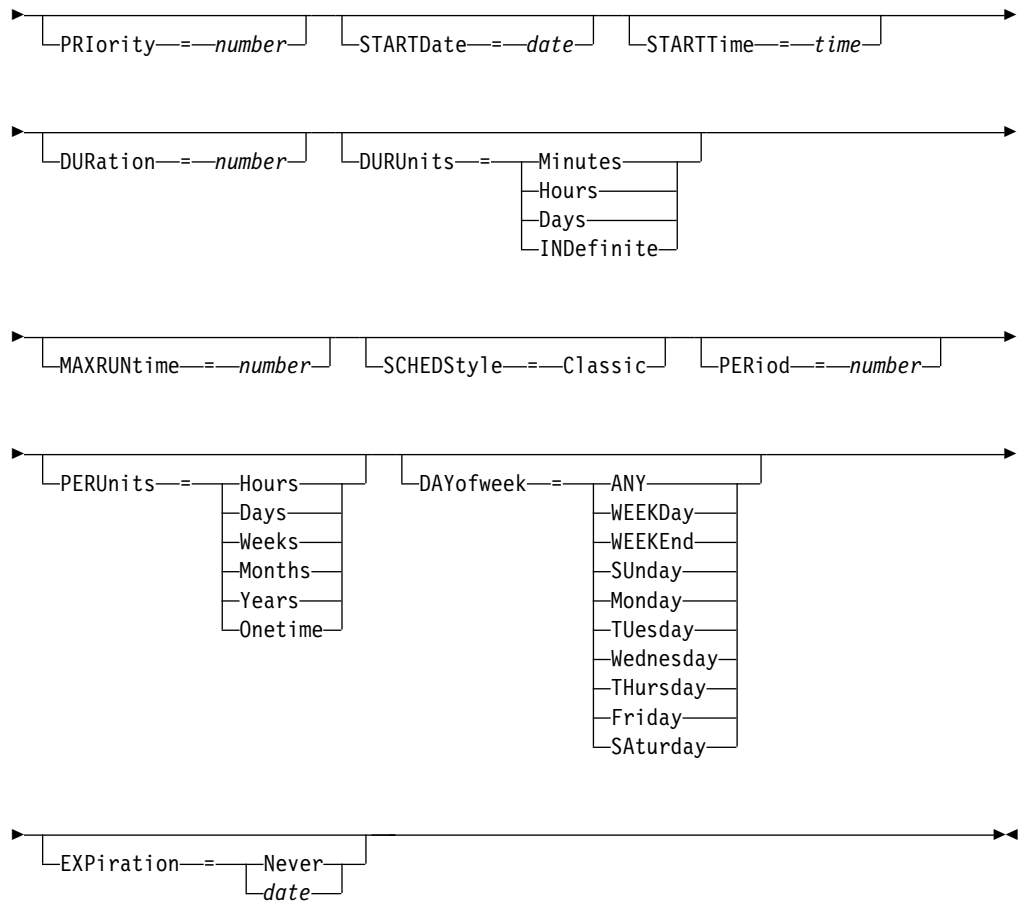 PRIority = number STARTDate = date STARTTime = time
DURation = number DURUnits = Minutes
Hours
Days
INDefinite
MAXRUNtime = number SCHEDStyle = Classic PERiod = number
PERUnits = Hours DAYofweek = ANY
Days WEEKDay
Weeks WEEKEnd
Months SUnday
Years Monday
Onetime TUesday
Wednesday
THursday
Friday
SAturday
EXPiration = Never
date